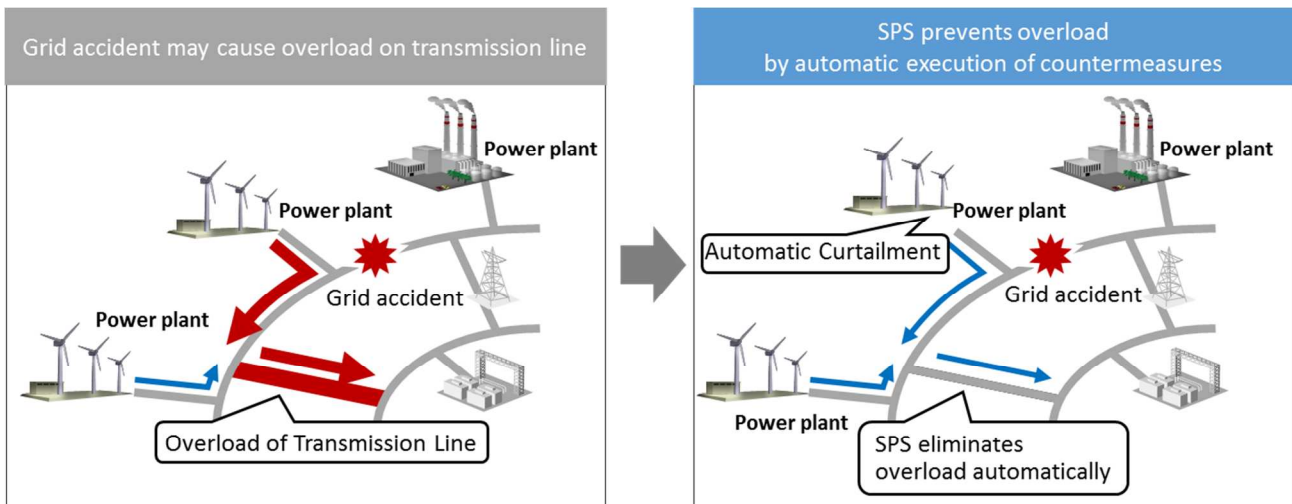 Grid accident may cause overload on transmission line
Power plant
Power plant
Grid accident
Power plant
Overload of Transmission Line
SPS prevents overload
by automatic execution of countermeasures
Power plant
Power plant
Automatic Curtailment
Grid accident
Power plant
SPS eliminates
overload automatically